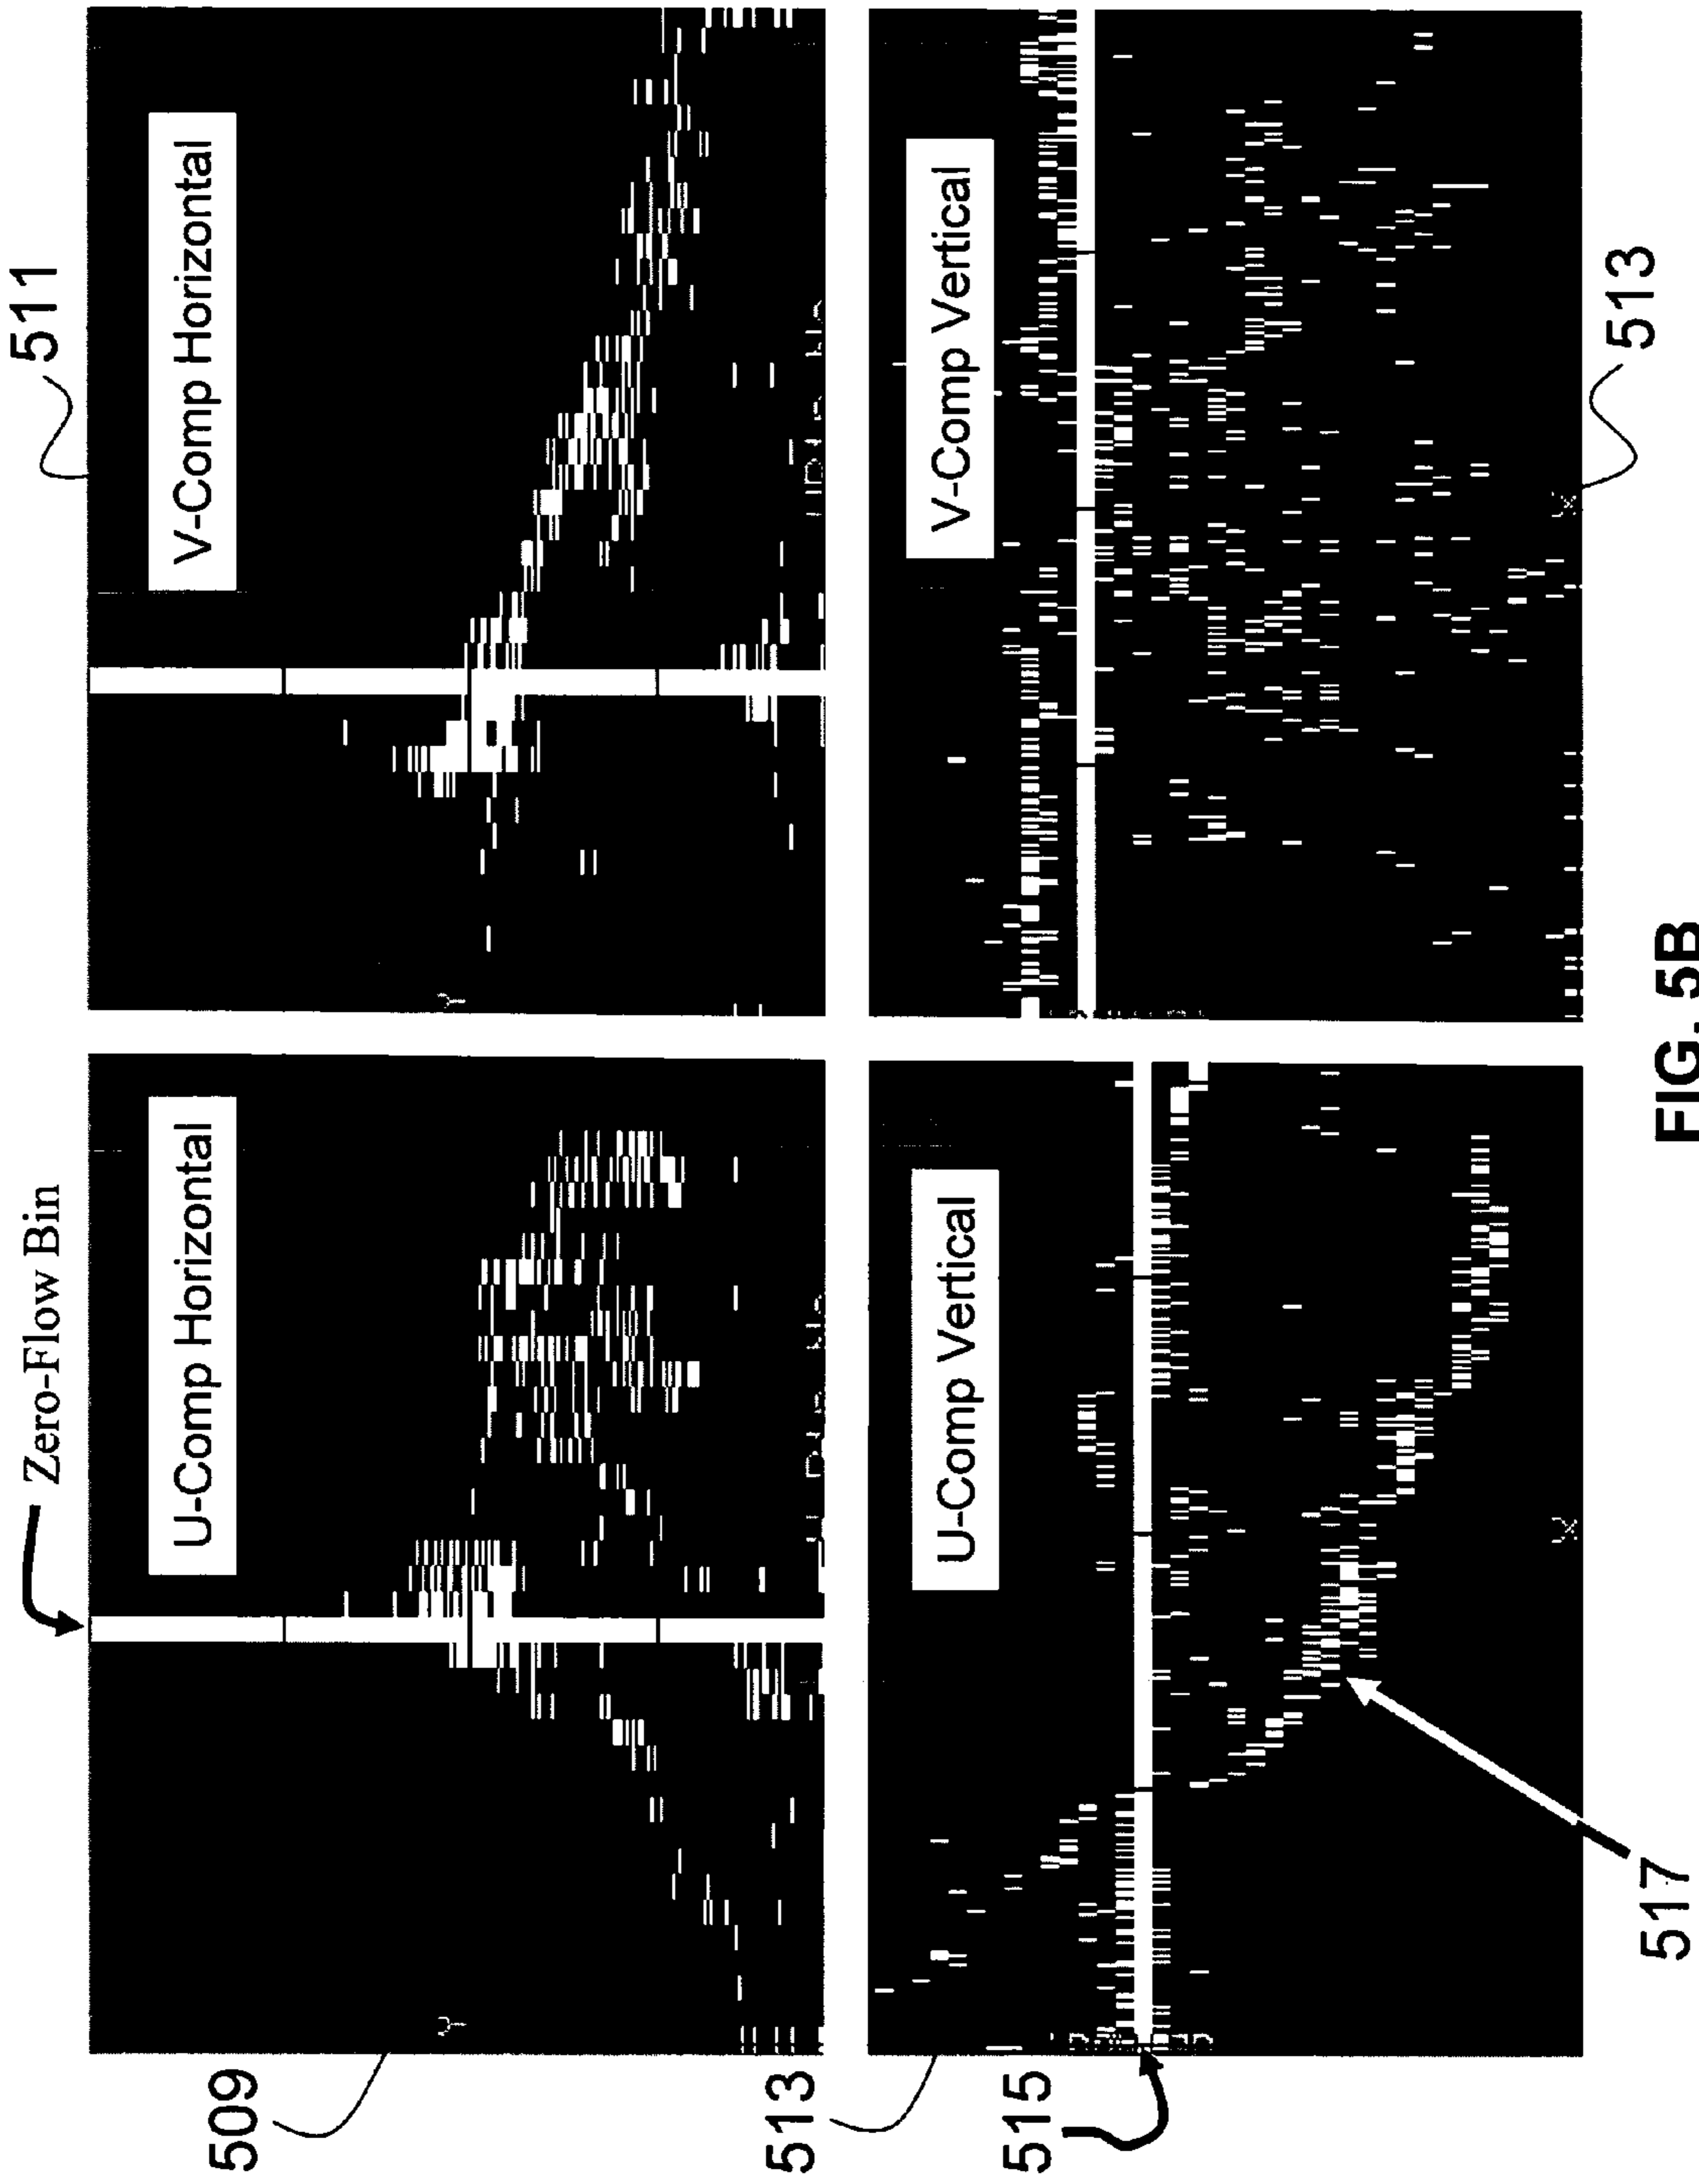 511
Zero-Flow Bin
U-Comp Horizontal
V-Comp Horizontal
509
513
U-Comp Vertical
V-Comp Vertical
515
517
513
FIG. 5B